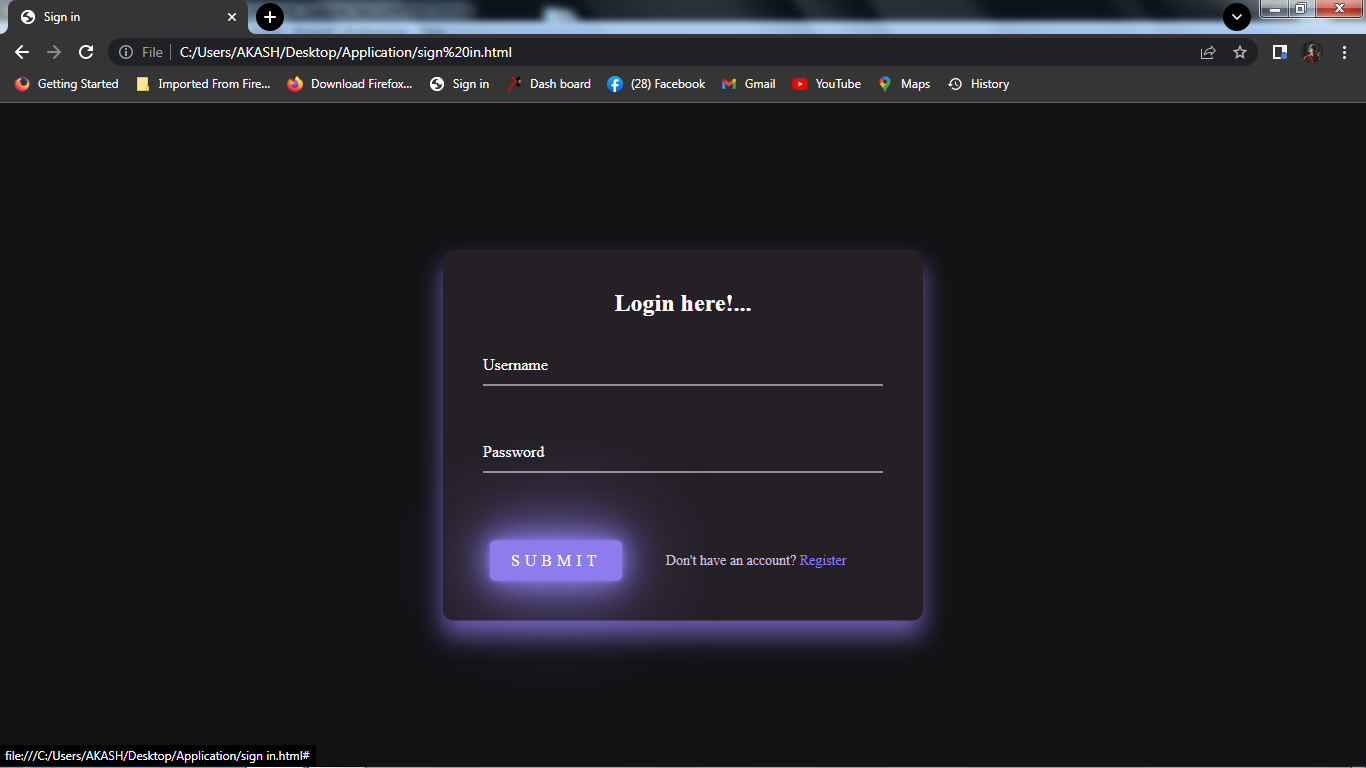 Sign in
File C:/Users/AKASH/Desktop/Application/sign%20in.html
Getting Started Imported From Fire... Download Firefox... Sign in Dash board (28) Facebook Gmail YouTube Maps History
Login here!...
Username
Password
SUBMIT Don't have an account? Register
file:///C:/Users/AKASH/Desktop/Application/sign in.html#